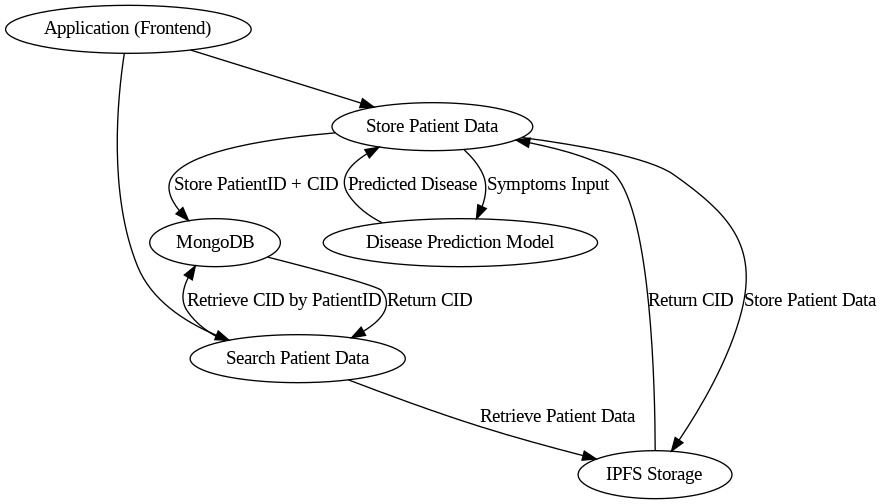 Application (Frontend)
Store Patient Data
Store PatientID + CID
Predicted Disease
Symptoms Input
MongoDB
Disease Prediction Model
Retrieve CID by PatientID
Return CID
Return CID
Store Patient Data
Search Patient Data
Retrieve Patient Data
IPFS Storage